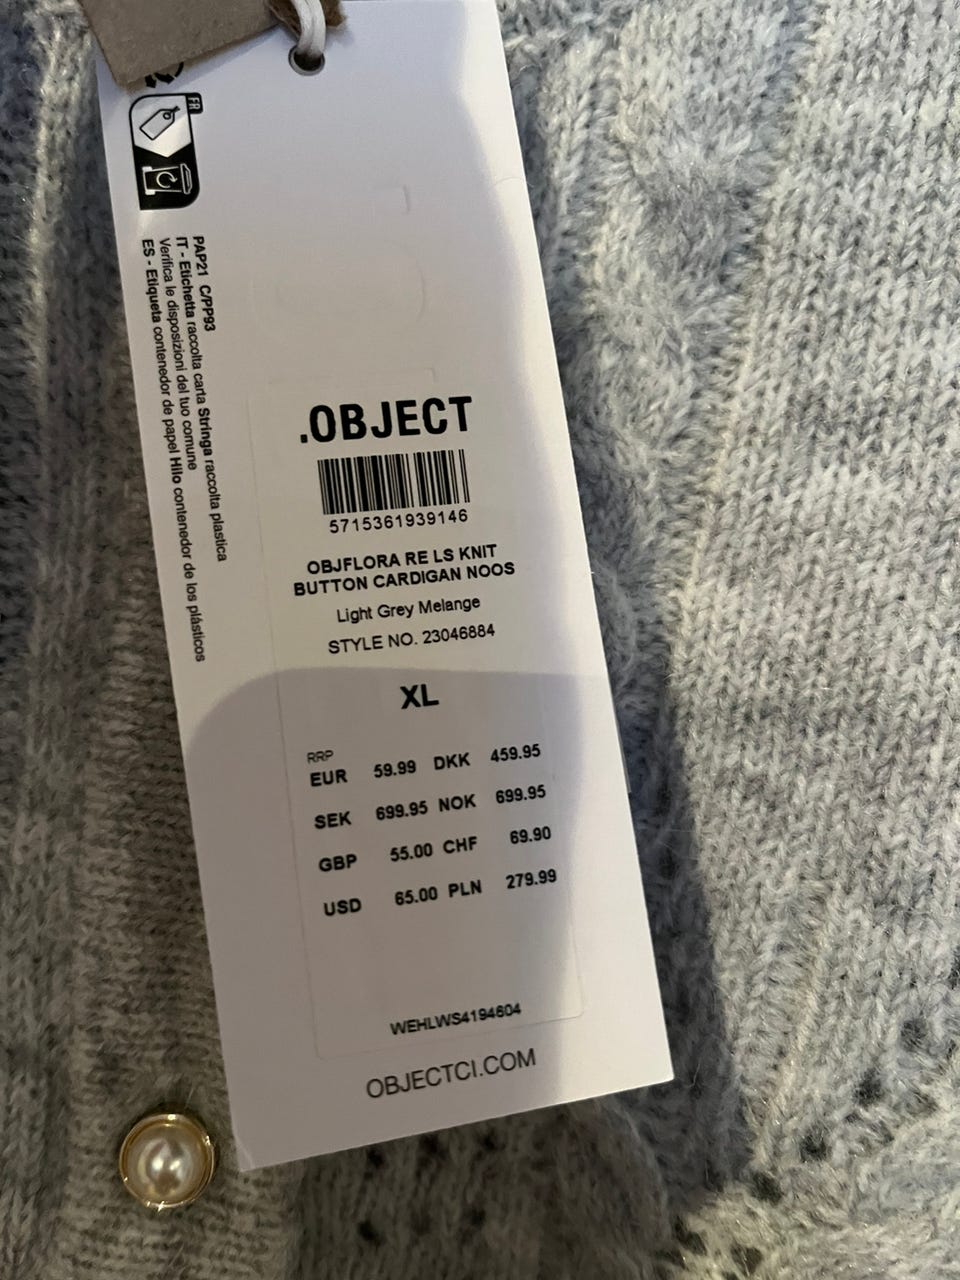 FR
PAP21 C/PP93
IT - Etichetta raccolta carta Stringa raccolta plastica
Verifica le disposizioni del tuo comune
ES - Etiqueta contenedor de papel Hilo contenedor de los plásticos
.OBJECT
5715361939146
OBJFLORA RE LS KNIT
BUTTON CARDIGAN NOOS
Light Grey Melange
STYLE NO. 23046884
XL
RRP
EUR 59.99 DKK 459.95
SEK 699.95 NOK 699.95
GBP 55.00 CHF 69.90
USD 65.00 PLN 279.99
WEHLWS4194604
OBJECTCI.COM